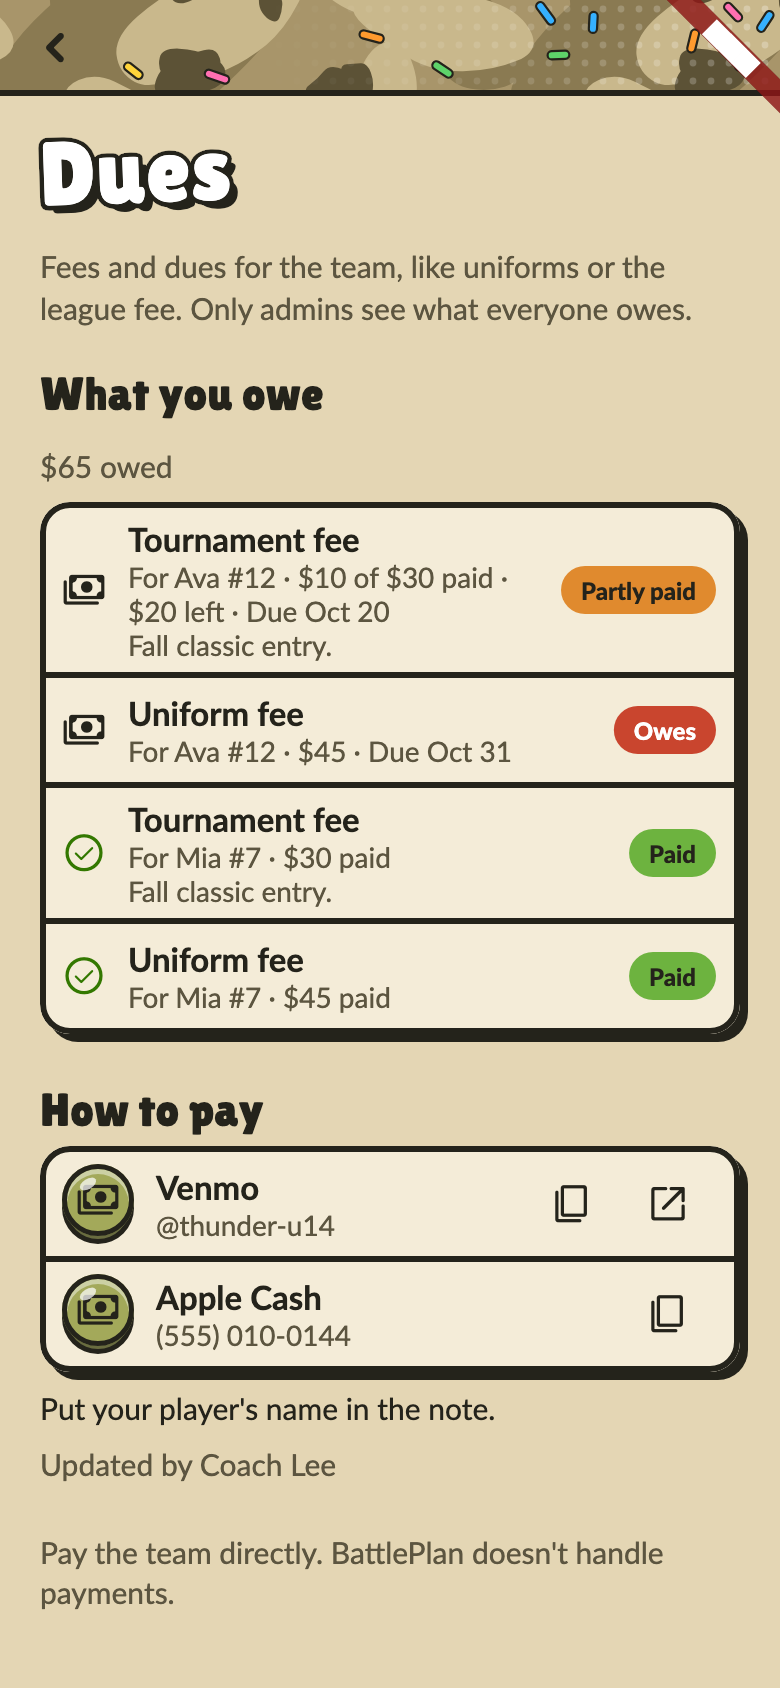 Dues
Fees and dues for the team, like uniforms or the
league fee. Only admins see what everyone owes.
What you owe
$65 owed
Tournament fee
For Ava #12 · $10 of $30 paid ·
$20 left · Due Oct 20
Fall classic entry.
Partly paid
Uniform fee
For Ava #12 · $45 · Due Oct 31
Owes
Tournament fee
For Mia #7 · $30 paid
Fall classic entry.
Paid
Uniform fee
For Mia #7 · $45 paid
Paid
How to pay
Venmo
@thunder-u14
Apple Cash
(555) 010-0144
Put your player's name in the note.
Updated by Coach Lee
Pay the team directly. BattlePlan doesn't handle
payments.